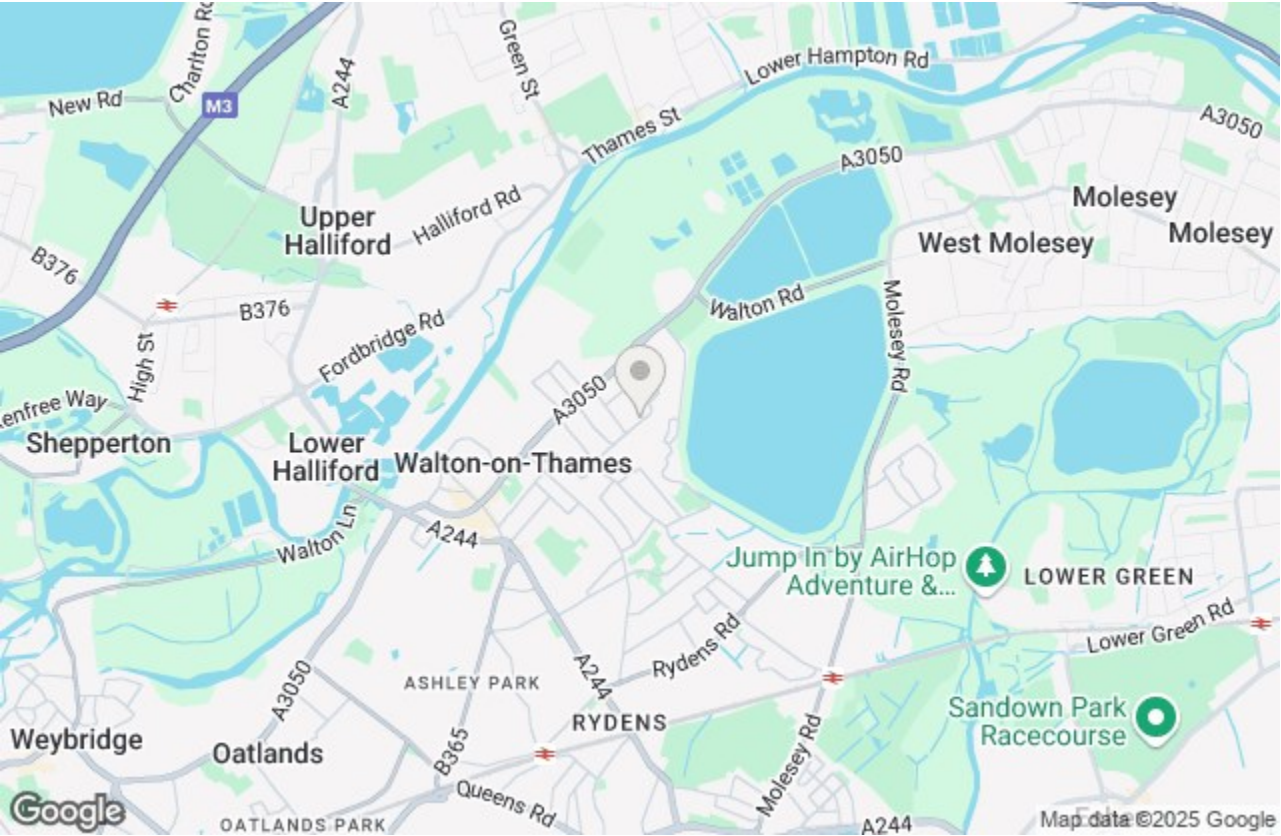 Charlton Rd
Green St
A244
New Rd
M3
Lower Hampton Rd
Thames St
A3050
A3050
Upper
Halliford
Halliford Rd
Molesey
West Molesey
Molesey
B376
B376
Walton Rd
Molesey Rd
High St
Fordbridge Rd
A3050
enfree Way
Shepperton
Lower
Halliford
Walton-on-Thames
Walton Ln
A244
Jump In by AirHop
Adventure &...
LOWER GREEN
Lower Green Rd
Rydens Rd
A3050
ASHLEY PARK
A244
RYDENS
Sandown Park
Racecourse
Weybridge
Oatlands
B365
Molesey Rd
Queens Rd
Google
OATLANDS PARK
A244
Map data ©2025 Google